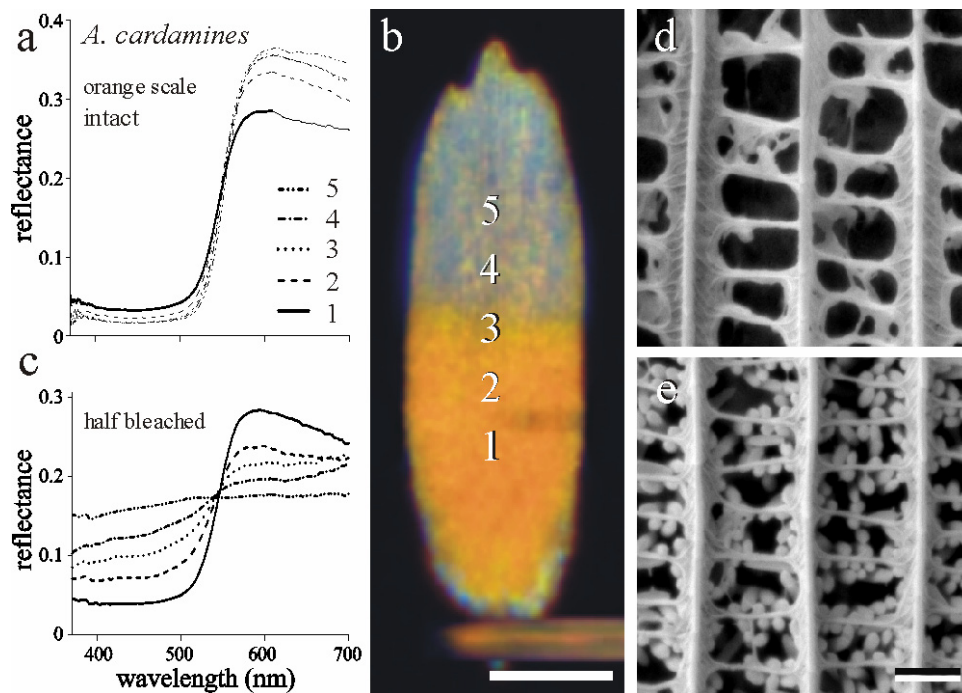 a
A. cardamines
orange scale
intact
reflectance
0.4
0.3
0.2
0.1
0
5
4
3
2
1
c
half bleached
reflectance
0.3
0.2
0.1
0
400
500
600
700
wavelength (nm)
b
5
4
3
2
1
d
e